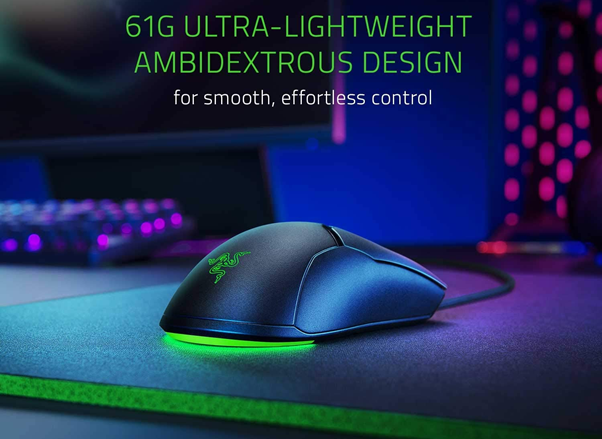 61G ULTRA-LIGHTWEIGHT
AMBIDEXTROUS DESIGN
for smooth, effortless control